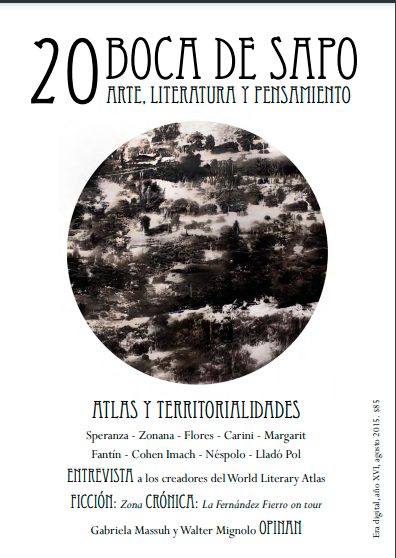 20 BOCA DE SAPO
ARTE, LITERATURA Y PENSAMIENTO
ATLAS Y TERRITORIALIDADES
Speranza - Zonana - Flores - Carini - Margarit
Fantín - Cohen Imach - Néspolo - Lladó Pol
ENTREVISTA a los creadores del World Literary Atlas
FICCIÓN: Zona CRÓNICA: La Fernández Fierro on tour
Gabriela Massuh y Walter Mignolo OPINAN
Era digital, año XVI, agosto 2015. $85